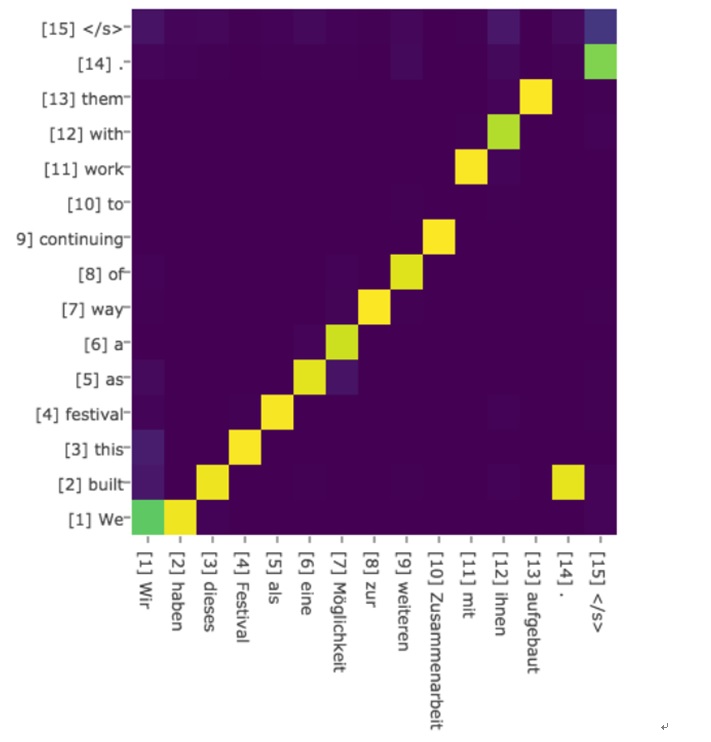 [15] </s>
[14] .
[13] them
[12] with
[11] work
[10] to
9] continuing
[8] of
[7] way
[6] a
[5] as
[4] festival
[3] this
[2] built
[1] We
[1] Wir
[2] haben
[3] dieses
[4] Festival
[5] als
[6] eine
[7] Möglichkeit
[8] zur
[9] weiteren
[10] Zusammenarbeit
[11] mit
[12] ihnen
[13] aufgebaut
[14] .
[15] </s>